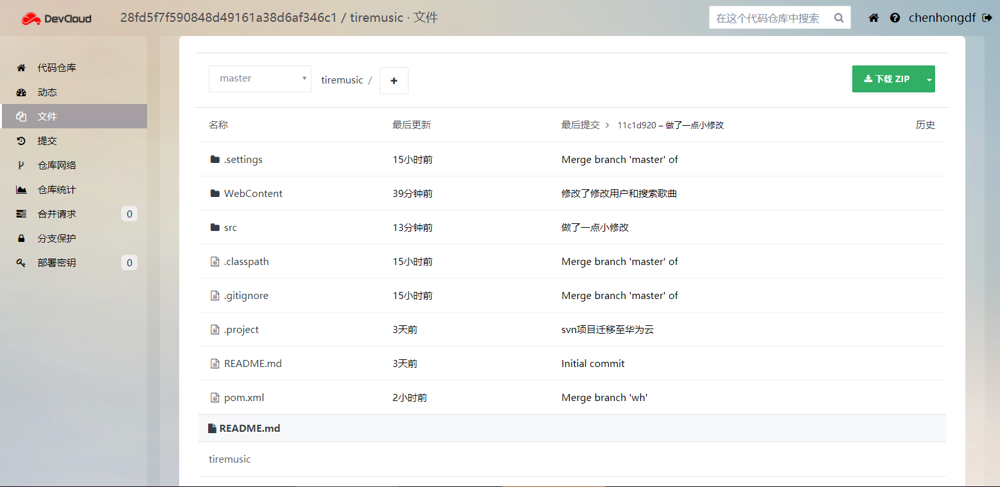 DevCloud 28fd5f7f590848d49161a38d6af346c1 / tiremusic · 文件 在这个代码仓库中搜索 chenhongdf
代码仓库
动态
文件
提交
仓库网络
仓库统计
合并请求 0
分支保护
部署密钥 0
master tiremusic / + 下载 ZIP
名称 最后更新 最后提交 > 11c1d920 – 做了一点小修改 历史
.settings 15小时前 Merge branch 'master' of
WebContent 39分钟前 修改了修改用户和搜索歌曲
src 13分钟前 做了一点小修改
.classpath 15小时前 Merge branch 'master' of
.gitignore 15小时前 Merge branch 'master' of
.project 3天前 svn项目迁移至华为云
README.md 3天前 Initial commit
pom.xml 2小时前 Merge branch 'wh'
README.md
tiremusic